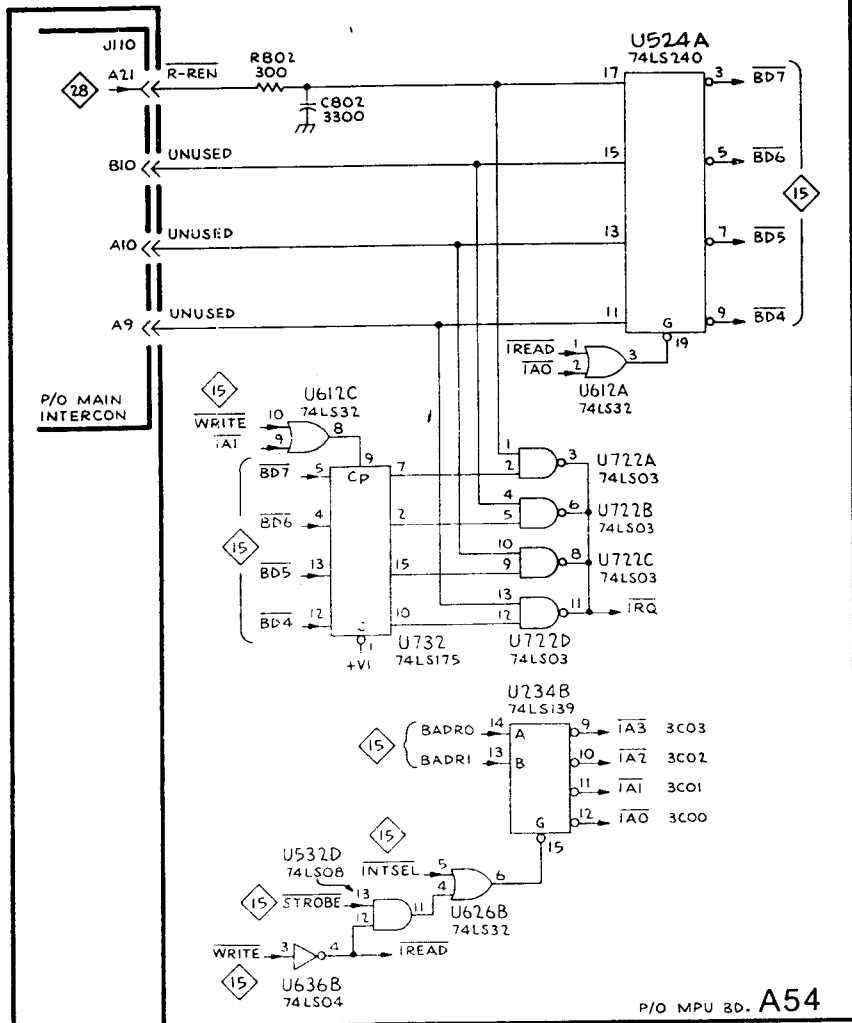 J110
A21
28
R-REN
R802
300
C802
3300
U524A
74LS240
17
3
BD7
B10
UNUSED
15
5
BD6
15
A10
UNUSED
13
7
BD5
A9
UNUSED
11
9
BD4
G
19
IREAD
1
IA0
2
3
U612A
74LS32
P/O MAIN
INTERCON
15
U612C
74LS32
WRITE
10
IA1
9
8
9
CP
BD7
5
7
BD6
4
2
15
BD5
13
15
BD4
12
10
C
1
+V1
U732
74LS175
1
2
3
U722A
74LS03
4
5
6
U722B
74LS03
10
9
8
U722C
74LS03
13
12
11
IRQ
U722D
74LS03
U234B
74LS139
15
BADR0
14
A
BADR1
13
B
9
IA3 3C03
10
IA2 3C02
11
IA1 3C01
12
IA0 3C00
G
15
15
INTSEL
5
4
6
U626B
74LS32
U532D
74LS08
13
15
STROBE
12
11
WRITE
3
4
IREAD
15
U636B
74LS04
P/O MPU BD. A54